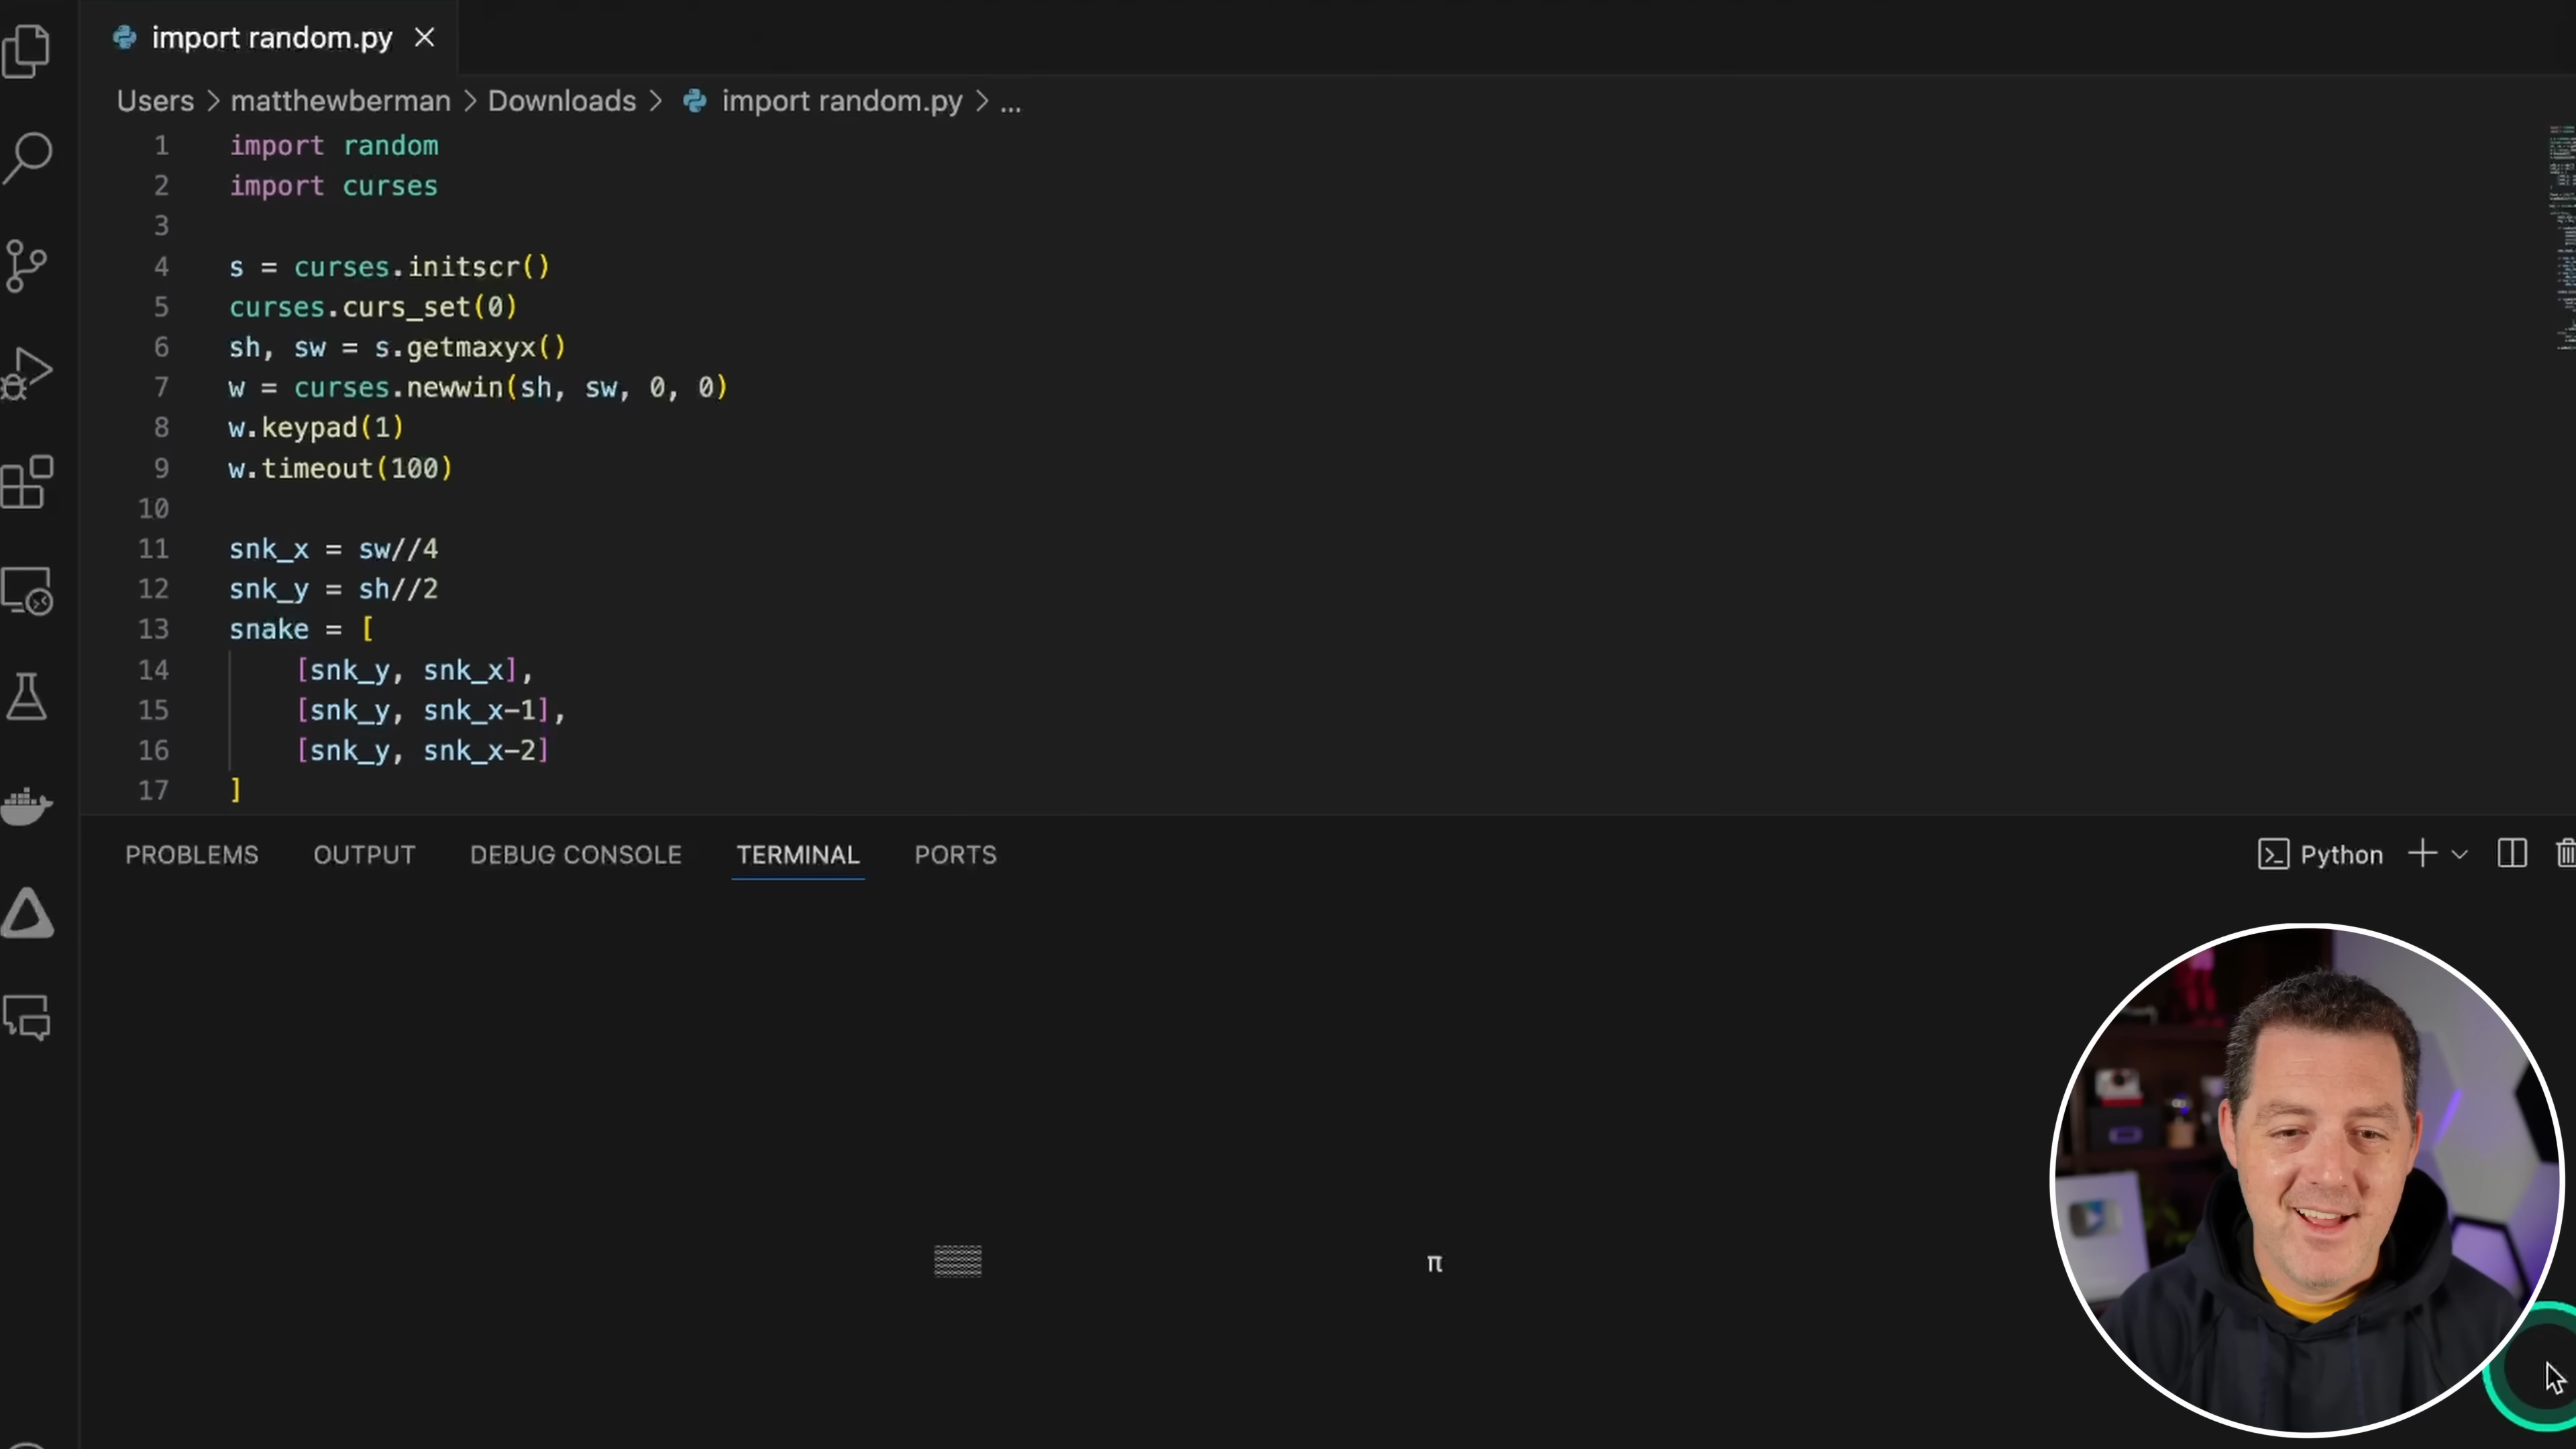 import random.py
Users > matthewberman > Downloads > import random.py > ...
1 import random
2 import curses
3
4 s = curses.initscr()
5 curses.curs_set(0)
6 sh, sw = s.getmaxyx()
7 w = curses.newwin(sh, sw, 0, 0)
8 w.keypad(1)
9 w.timeout(100)
10
11 snk_x = sw//4
12 snk_y = sh//2
13 snake = [
14     [snk_y, snk_x],
15     [snk_y, snk_x-1],
16     [snk_y, snk_x-2]
17 ]
PROBLEMS OUTPUT DEBUG CONSOLE TERMINAL PORTS Python
π